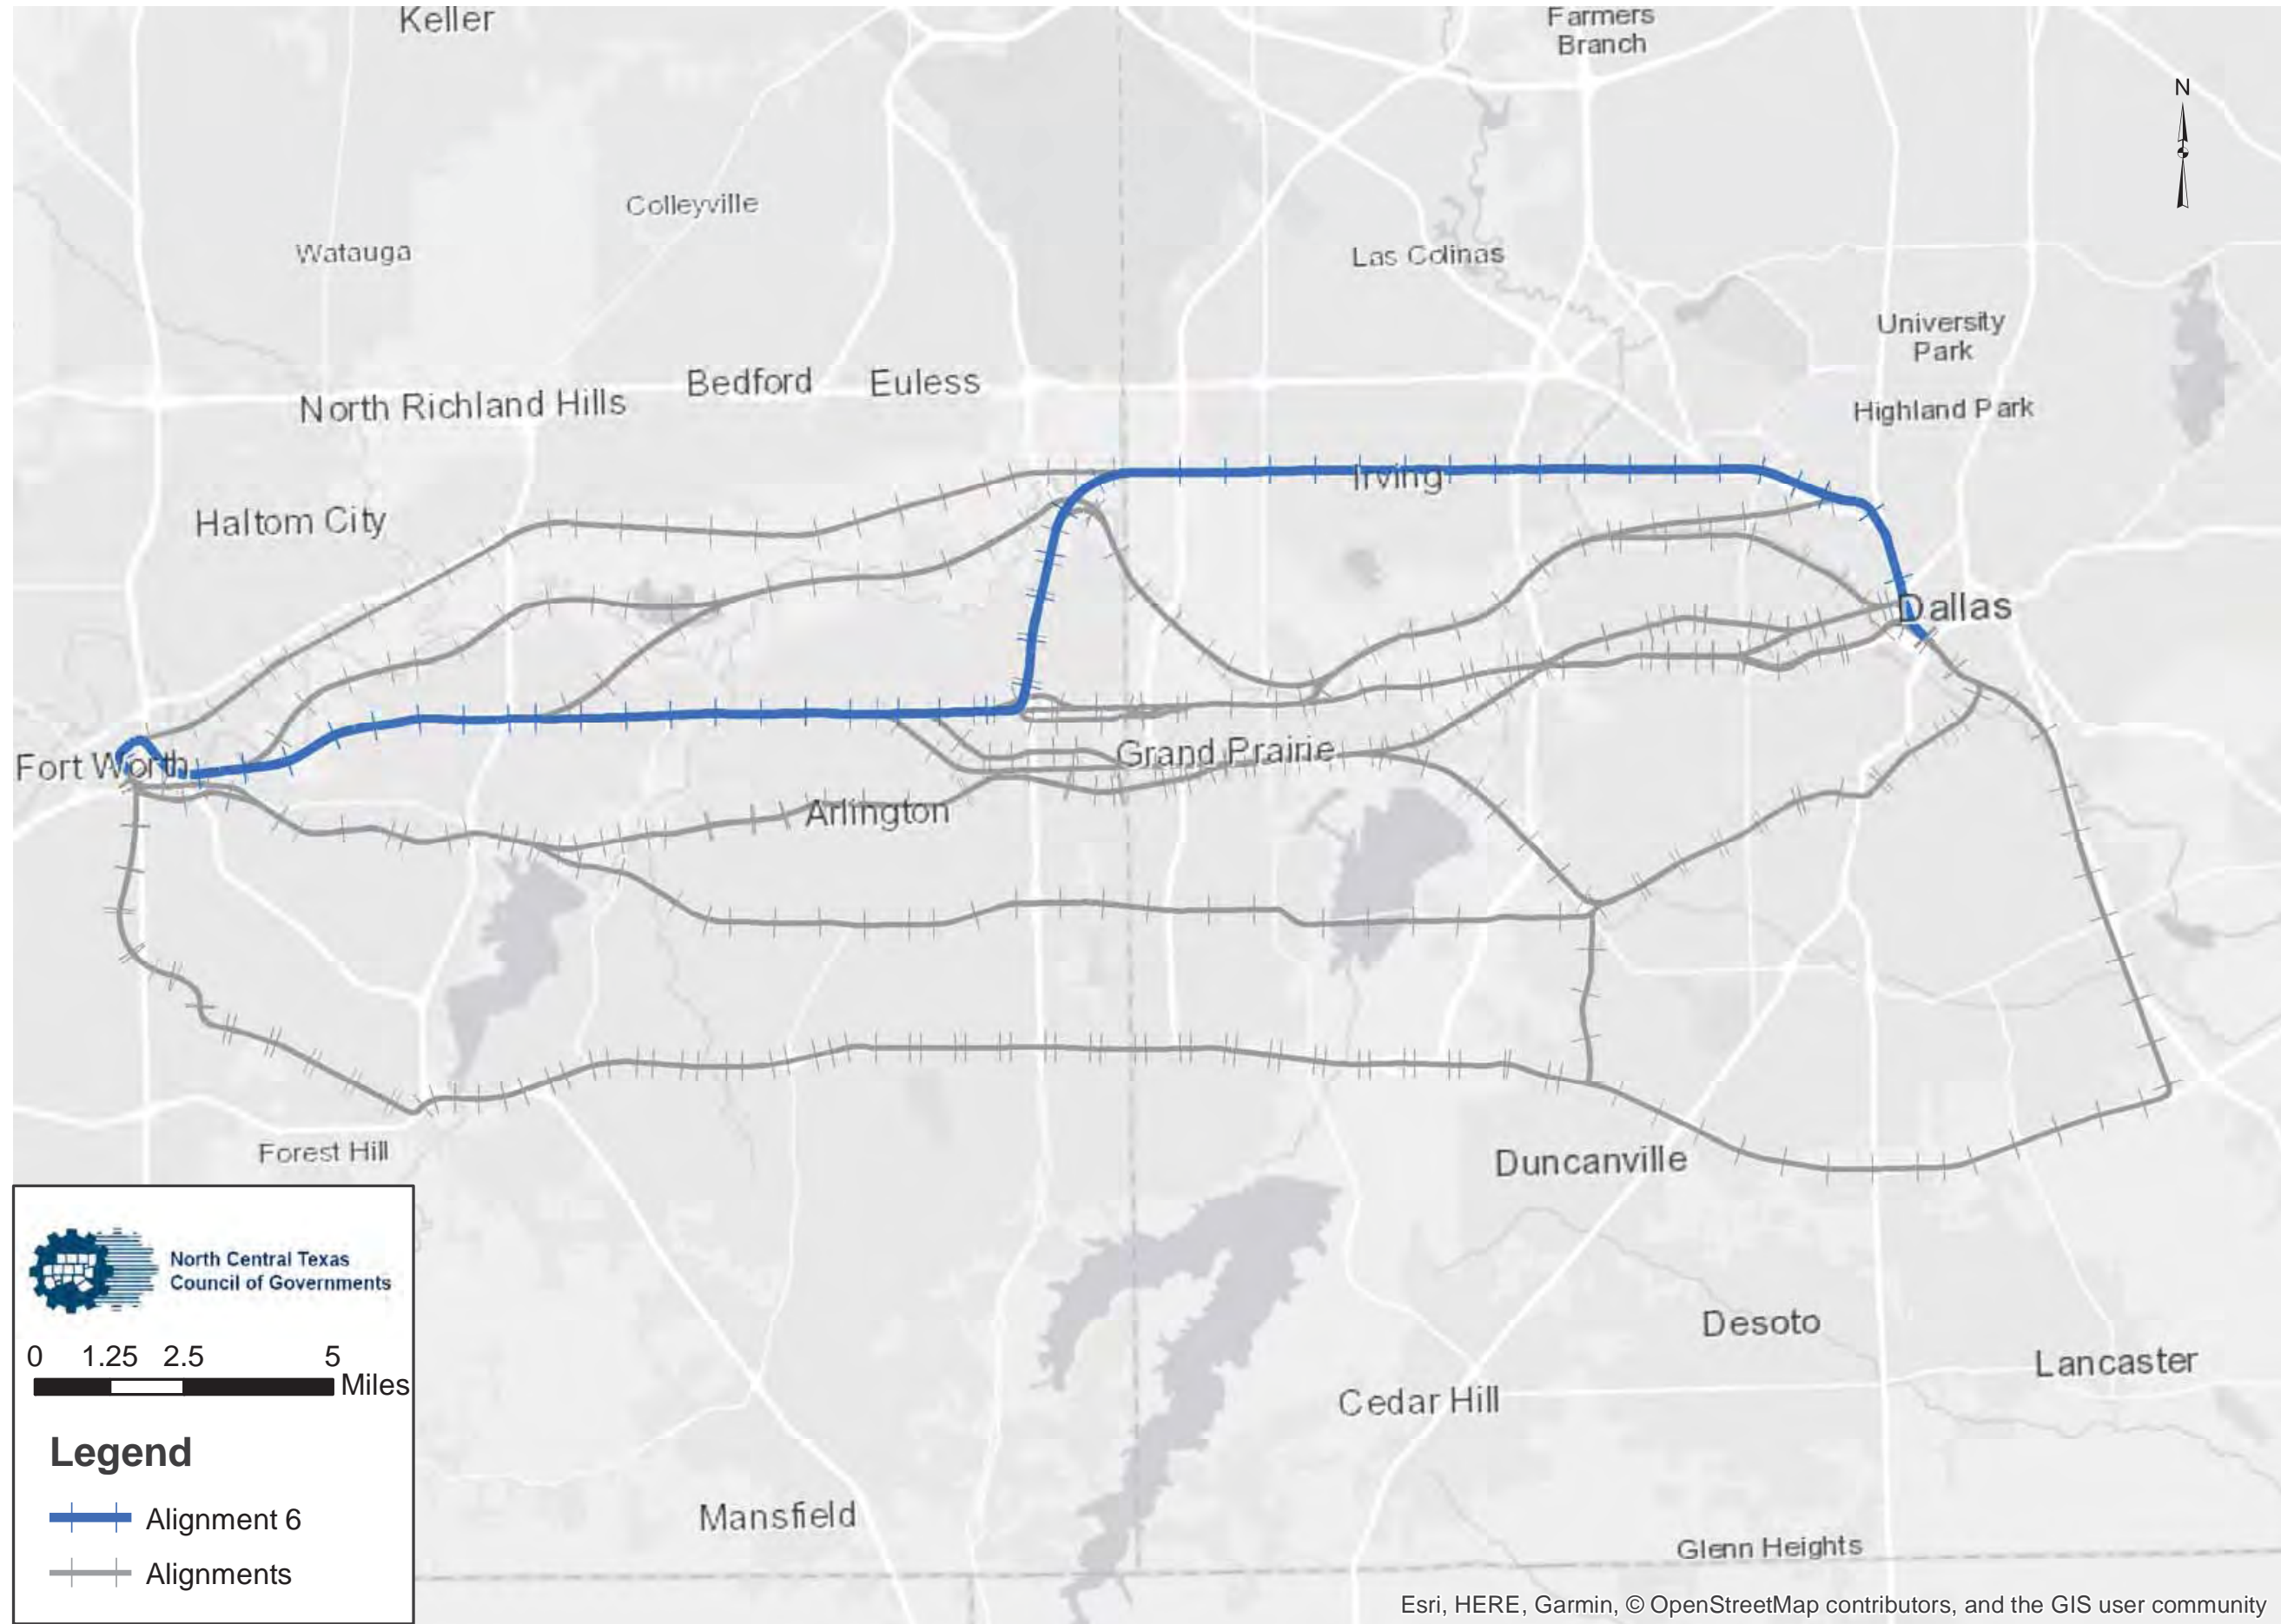 Keller
Farmers
Branch
N
Colleyville
Watauga
Las Colinas
University
Park
Bedford
Euless
North Richland Hills
Highland Park
Irving
Haltom City
Dallas
Fort Worth
Grand Prairie
Arlington
Forest Hill
Duncanville
North Central Texas
Council of Governments
0 1.25 2.5 5
Miles
Desoto
Lancaster
Cedar Hill
Legend
Alignment 6
Alignments
Mansfield
Glenn Heights
Esri, HERE, Garmin, © OpenStreetMap contributors, and the GIS user community